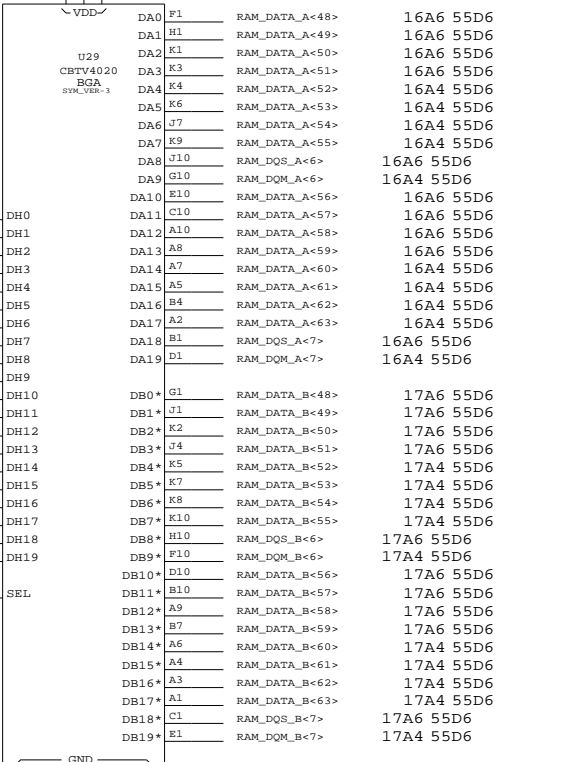 VDD
DA0 F1 RAM_DATA_A<48> 16A6 55D6
DA1 H1 RAM_DATA_A<49> 16A6 55D6
U29 DA2 K1 RAM_DATA_A<50> 16A6 55D6
CBTV4020 DA3 K3 RAM_DATA_A<51> 16A6 55D6
BGA
SYM_VER-3 DA4 K4 RAM_DATA_A<52> 16A4 55D6
DA5 K6 RAM_DATA_A<53> 16A4 55D6
DA6 J7 RAM_DATA_A<54> 16A4 55D6
DA7 K9 RAM_DATA_A<55> 16A4 55D6
DA8 J10 RAM_DQS_A<6> 16A6 55D6
DA9 G10 RAM_DQM_A<6> 16A4 55D6
DA10 E10 RAM_DATA_A<56> 16A6 55D6
DH0 DA11 C10 RAM_DATA_A<57> 16A6 55D6
DH1 DA12 A10 RAM_DATA_A<58> 16A6 55D6
DH2 DA13 A8 RAM_DATA_A<59> 16A6 55D6
DH3 DA14 A7 RAM_DATA_A<60> 16A4 55D6
DH4 DA15 A5 RAM_DATA_A<61> 16A4 55D6
DH5 DA16 B4 RAM_DATA_A<62> 16A4 55D6
DH6 DA17 A2 RAM_DATA_A<63> 16A4 55D6
DH7 DA18 B1 RAM_DQS_A<7> 16A6 55D6
DH8 DA19 D1 RAM_DQM_A<7> 16A4 55D6
DH9
DH10 DB0* G1 RAM_DATA_B<48> 17A6 55D6
DH11 DB1* J1 RAM_DATA_B<49> 17A6 55D6
DH12 DB2* K2 RAM_DATA_B<50> 17A6 55D6
DH13 DB3* J4 RAM_DATA_B<51> 17A6 55D6
DH14 DB4* K5 RAM_DATA_B<52> 17A4 55D6
DH15 DB5* K7 RAM_DATA_B<53> 17A4 55D6
DH16 DB6* K8 RAM_DATA_B<54> 17A4 55D6
DH17 DB7* K10 RAM_DATA_B<55> 17A4 55D6
DH18 DB8* H10 RAM_DQS_B<6> 17A6 55D6
DH19 DB9* F10 RAM_DQM_B<6> 17A4 55D6
DB10* D10 RAM_DATA_B<56> 17A6 55D6
SEL DB11* B10 RAM_DATA_B<57> 17A6 55D6
DB12* A9 RAM_DATA_B<58> 17A6 55D6
DB13* B7 RAM_DATA_B<59> 17A6 55D6
DB14* A6 RAM_DATA_B<60> 17A4 55D6
DB15* A4 RAM_DATA_B<61> 17A4 55D6
DB16* A3 RAM_DATA_B<62> 17A4 55D6
DB17* A1 RAM_DATA_B<63> 17A4 55D6
DB18* C1 RAM_DQS_B<7> 17A6 55D6
DB19* E1 RAM_DQM_B<7> 17A4 55D6
GND